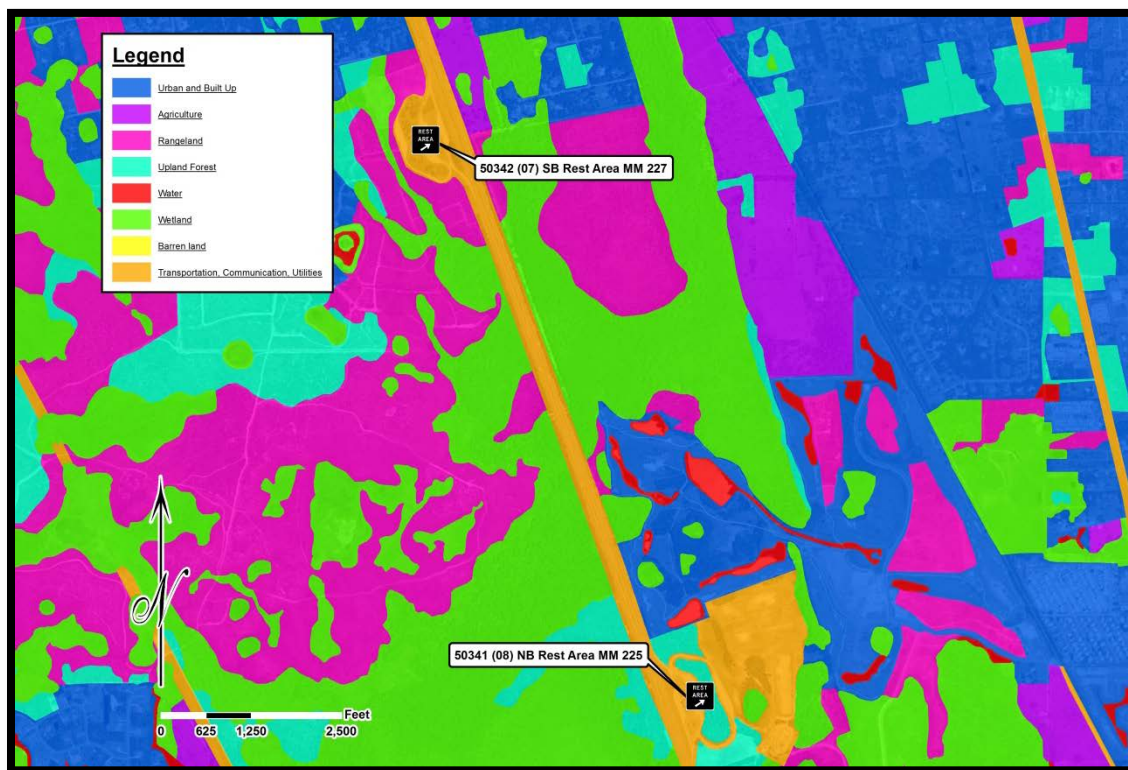 Legend
Urban and Built Up
Agriculture
Rangeland
Upland Forest
Water
Wetland
Barren land
Transportation, Communication, Utilities
REST
AREA
50342 (07) SB Rest Area MM 227
50341 (08) NB Rest Area MM 225
REST
AREA
N
Feet
0 625 1,250 2,500